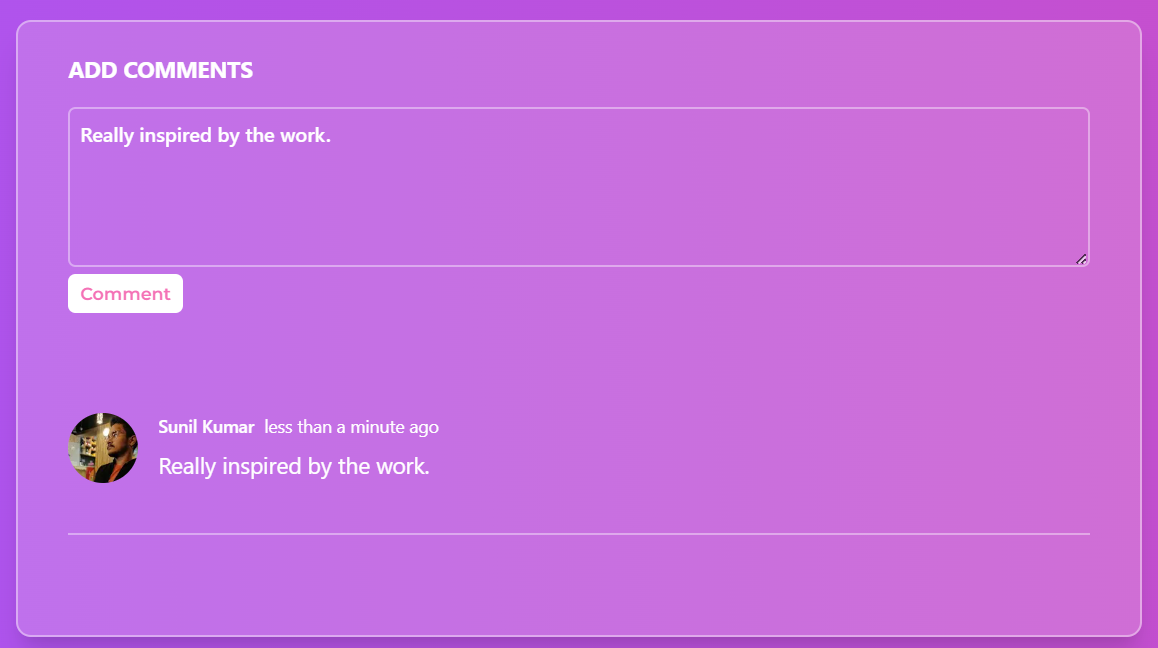 ADD COMMENTS
Really inspired by the work.
Comment
Sunil Kumar less than a minute ago
Really inspired by the work.